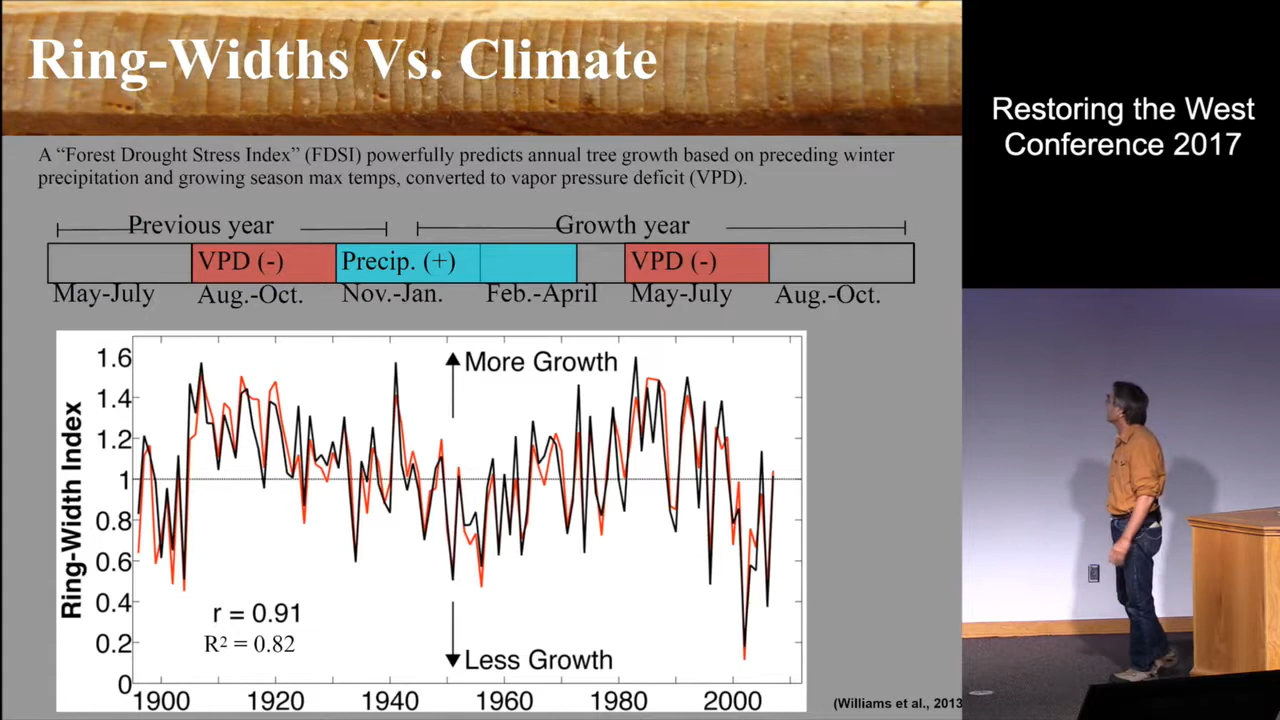 Ring-Widths Vs. Climate
A “Forest Drought Stress Index” (FDSI) powerfully predicts annual tree growth based on preceding winter
precipitation and growing season max temps, converted to vapor pressure deficit (VPD).
Previous year
Growth year
VPD (-)
Precip. (+)
VPD (-)
May-July
Aug.-Oct.
Nov.-Jan.
Feb.-April
May-July
Aug.-Oct.
Ring-Width Index
1.6
1.4
1.2
1
0.8
0.6
0.4
0.2
0
More Growth
r = 0.91
R² = 0.82
Less Growth
1900
1920
1940
1960
1980
2000
(Williams et al., 2013
Restoring the West
Conference 2017